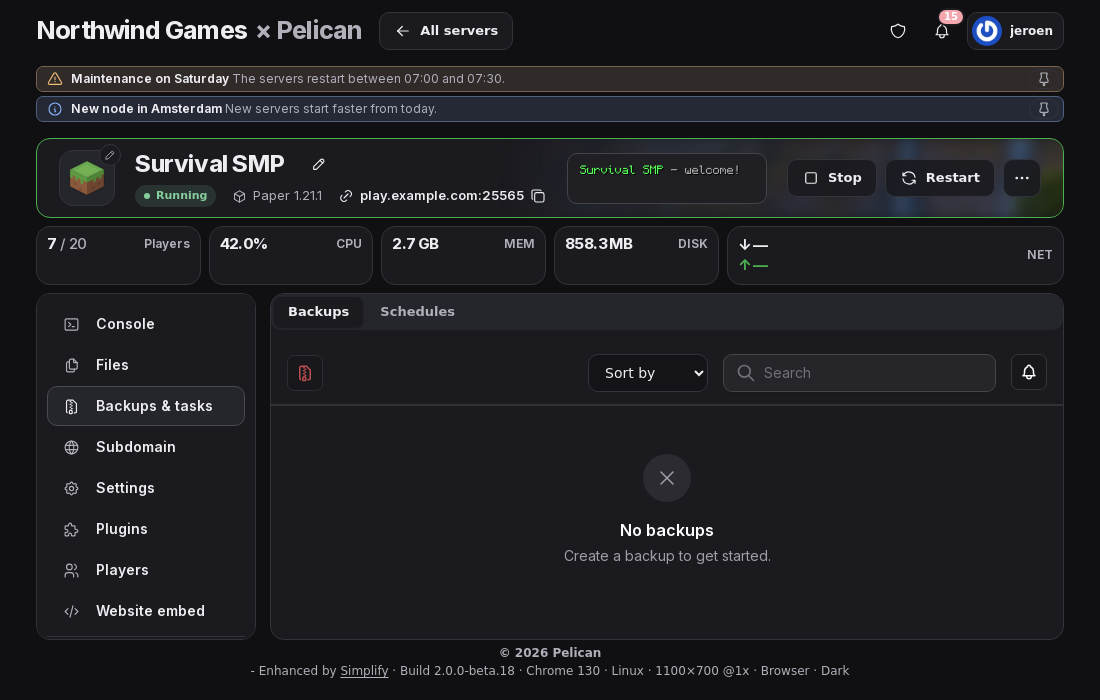 Northwind Games × Pelican
All servers
15
jeroen
Maintenance on Saturday The servers restart between 07:00 and 07:30.
New node in Amsterdam New servers start faster from today.
Survival SMP
Running
Paper 1.21.1
play.example.com:25565
Survival SMP – welcome!
Stop
Restart
7 / 20 Players
42.0% CPU
2.7 GB MEM
858.3 MB DISK
↓—
↑—
NET
Console
Files
Backups & tasks
Subdomain
Settings
Plugins
Players
Website embed
Backups
Schedules
Sort by
Search
No backups
Create a backup to get started.
© 2026 Pelican
- Enhanced by Simplify · Build 2.0.0-beta.18 · Chrome 130 · Linux · 1100×700 @1x · Browser · Dark